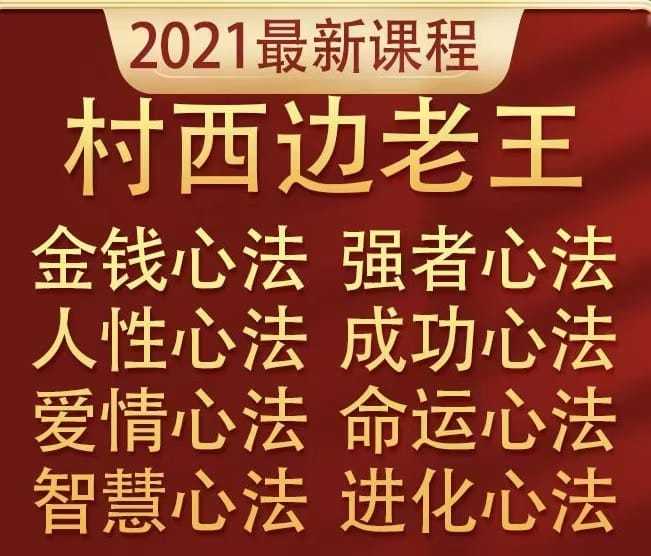 2021最新课程
村西边老王
金钱心法 强者心法
人性心法 成功心法
爱情心法 命运心法
智慧心法 进化心法